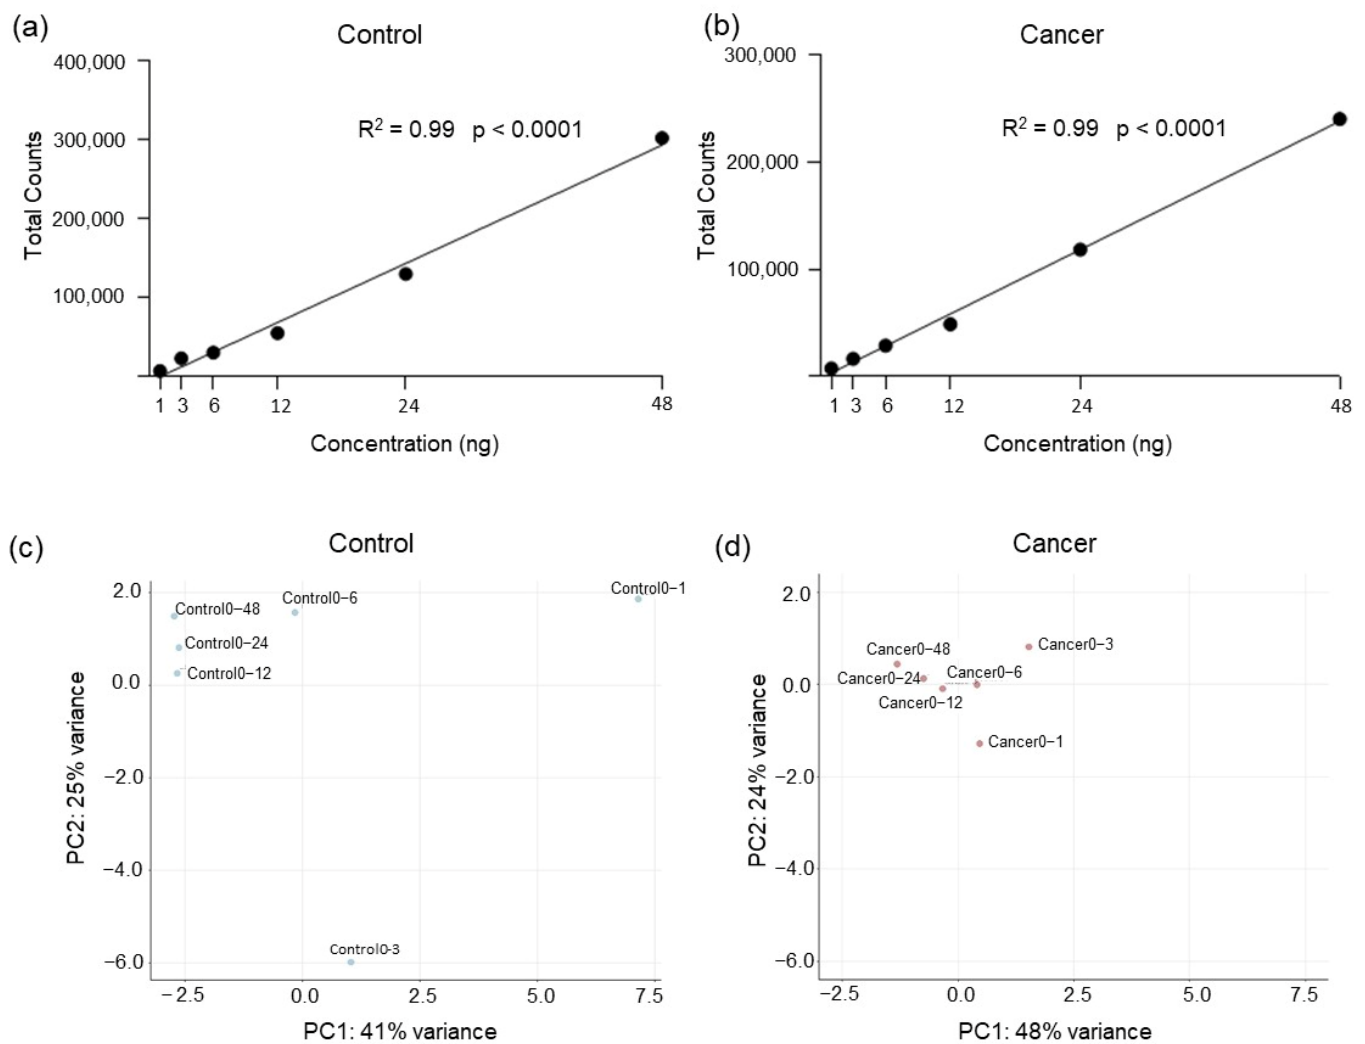 (a)
Control
400,000
300,000
200,000
100,000
Total Counts
R² = 0.99 p < 0.0001
1 3 6 12 24 48
Concentration (ng)
(b)
Cancer
300,000
200,000
100,000
Total Counts
R² = 0.99 p < 0.0001
1 3 6 12 24 48
Concentration (ng)
(c)
Control
2.0
0.0
−2.0
−4.0
−6.0
PC2: 25% variance
Control0−1
Control0−6
Control0−48
Control0−24
Control0−12
Control0-3
−2.5 0.0 2.5 5.0 7.5
PC1: 41% variance
(d)
Cancer
2.0
0.0
−2.0
−4.0
−6.0
PC2: 24% variance
Cancer0−3
Cancer0−48
Cancer0−6
Cancer0−24
Cancer0−12
Cancer0−1
−2.5 0.0 2.5 5.0 7.5
PC1: 48% variance